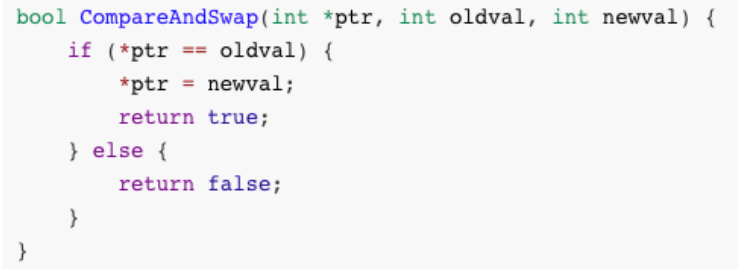 bool CompareAndSwap(int *ptr, int oldval, int newval) {
    if (*ptr == oldval) {
        *ptr = newval;
        return true;
    } else {
        return false;
    }
}